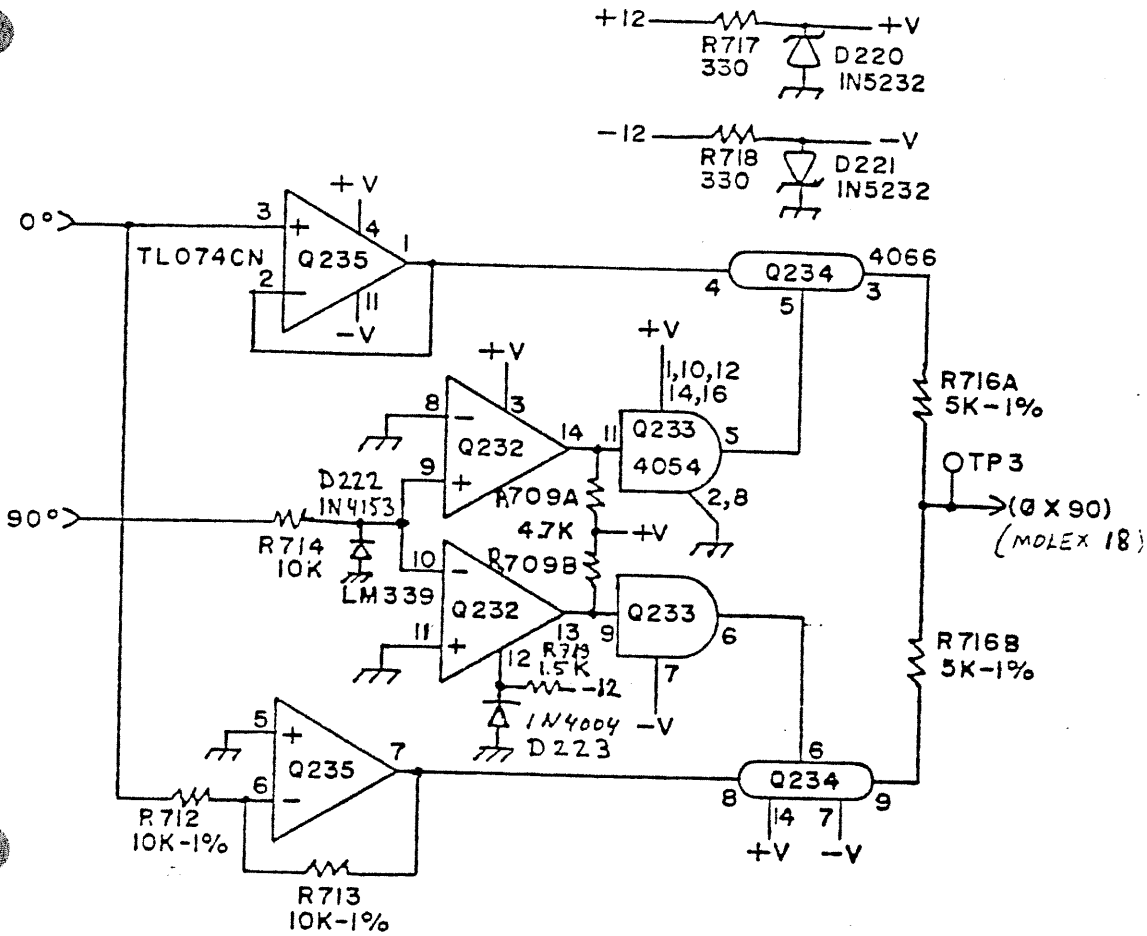 +12
R717
330
+V
D220
IN5232
-12
R718
330
-V
D221
IN5232
0°
3
+
TL074CN
2
-
+V
4
Q235
1
11
-V
4
Q234
5
4066
3
+V
8
-
3
Q232
9
+
14
+V
1,10,12
14,16
11
Q233
4054
5
2,8
R716A
5K-1%
TP3
(Ø X 90)
(MOLEX 18)
90°
R714
10K
D222
IN4153
R709A
4.7K
+V
R709B
LM339
10
-
Q232
11
+
13
12
R719
1.5K
-12
IN4004
D223
9
Q233
6
7
-V
R716B
5K-1%
5
+
Q235
6
-
7
R712
10K-1%
R713
10K-1%
6
8
Q234
9
14
7
+V
-V